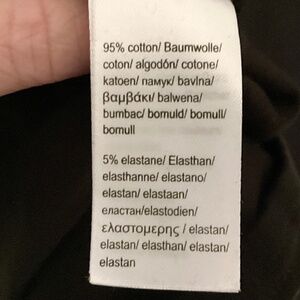 95% cotton/ Baumwolle/
coton/ algodón/ cotone/
katoen/ памук/ bavlna/
βαμβάκι/ balwena/
bumbac/ bomuld/ bomull/
bomull
5% elastane/ Elasthan/
elasthanne/ elastano/
elastan/ elastaan/
еластан/elastodien/
ελαστομερης / elastan/
elastan/ elasthan/ elastan/
elastan